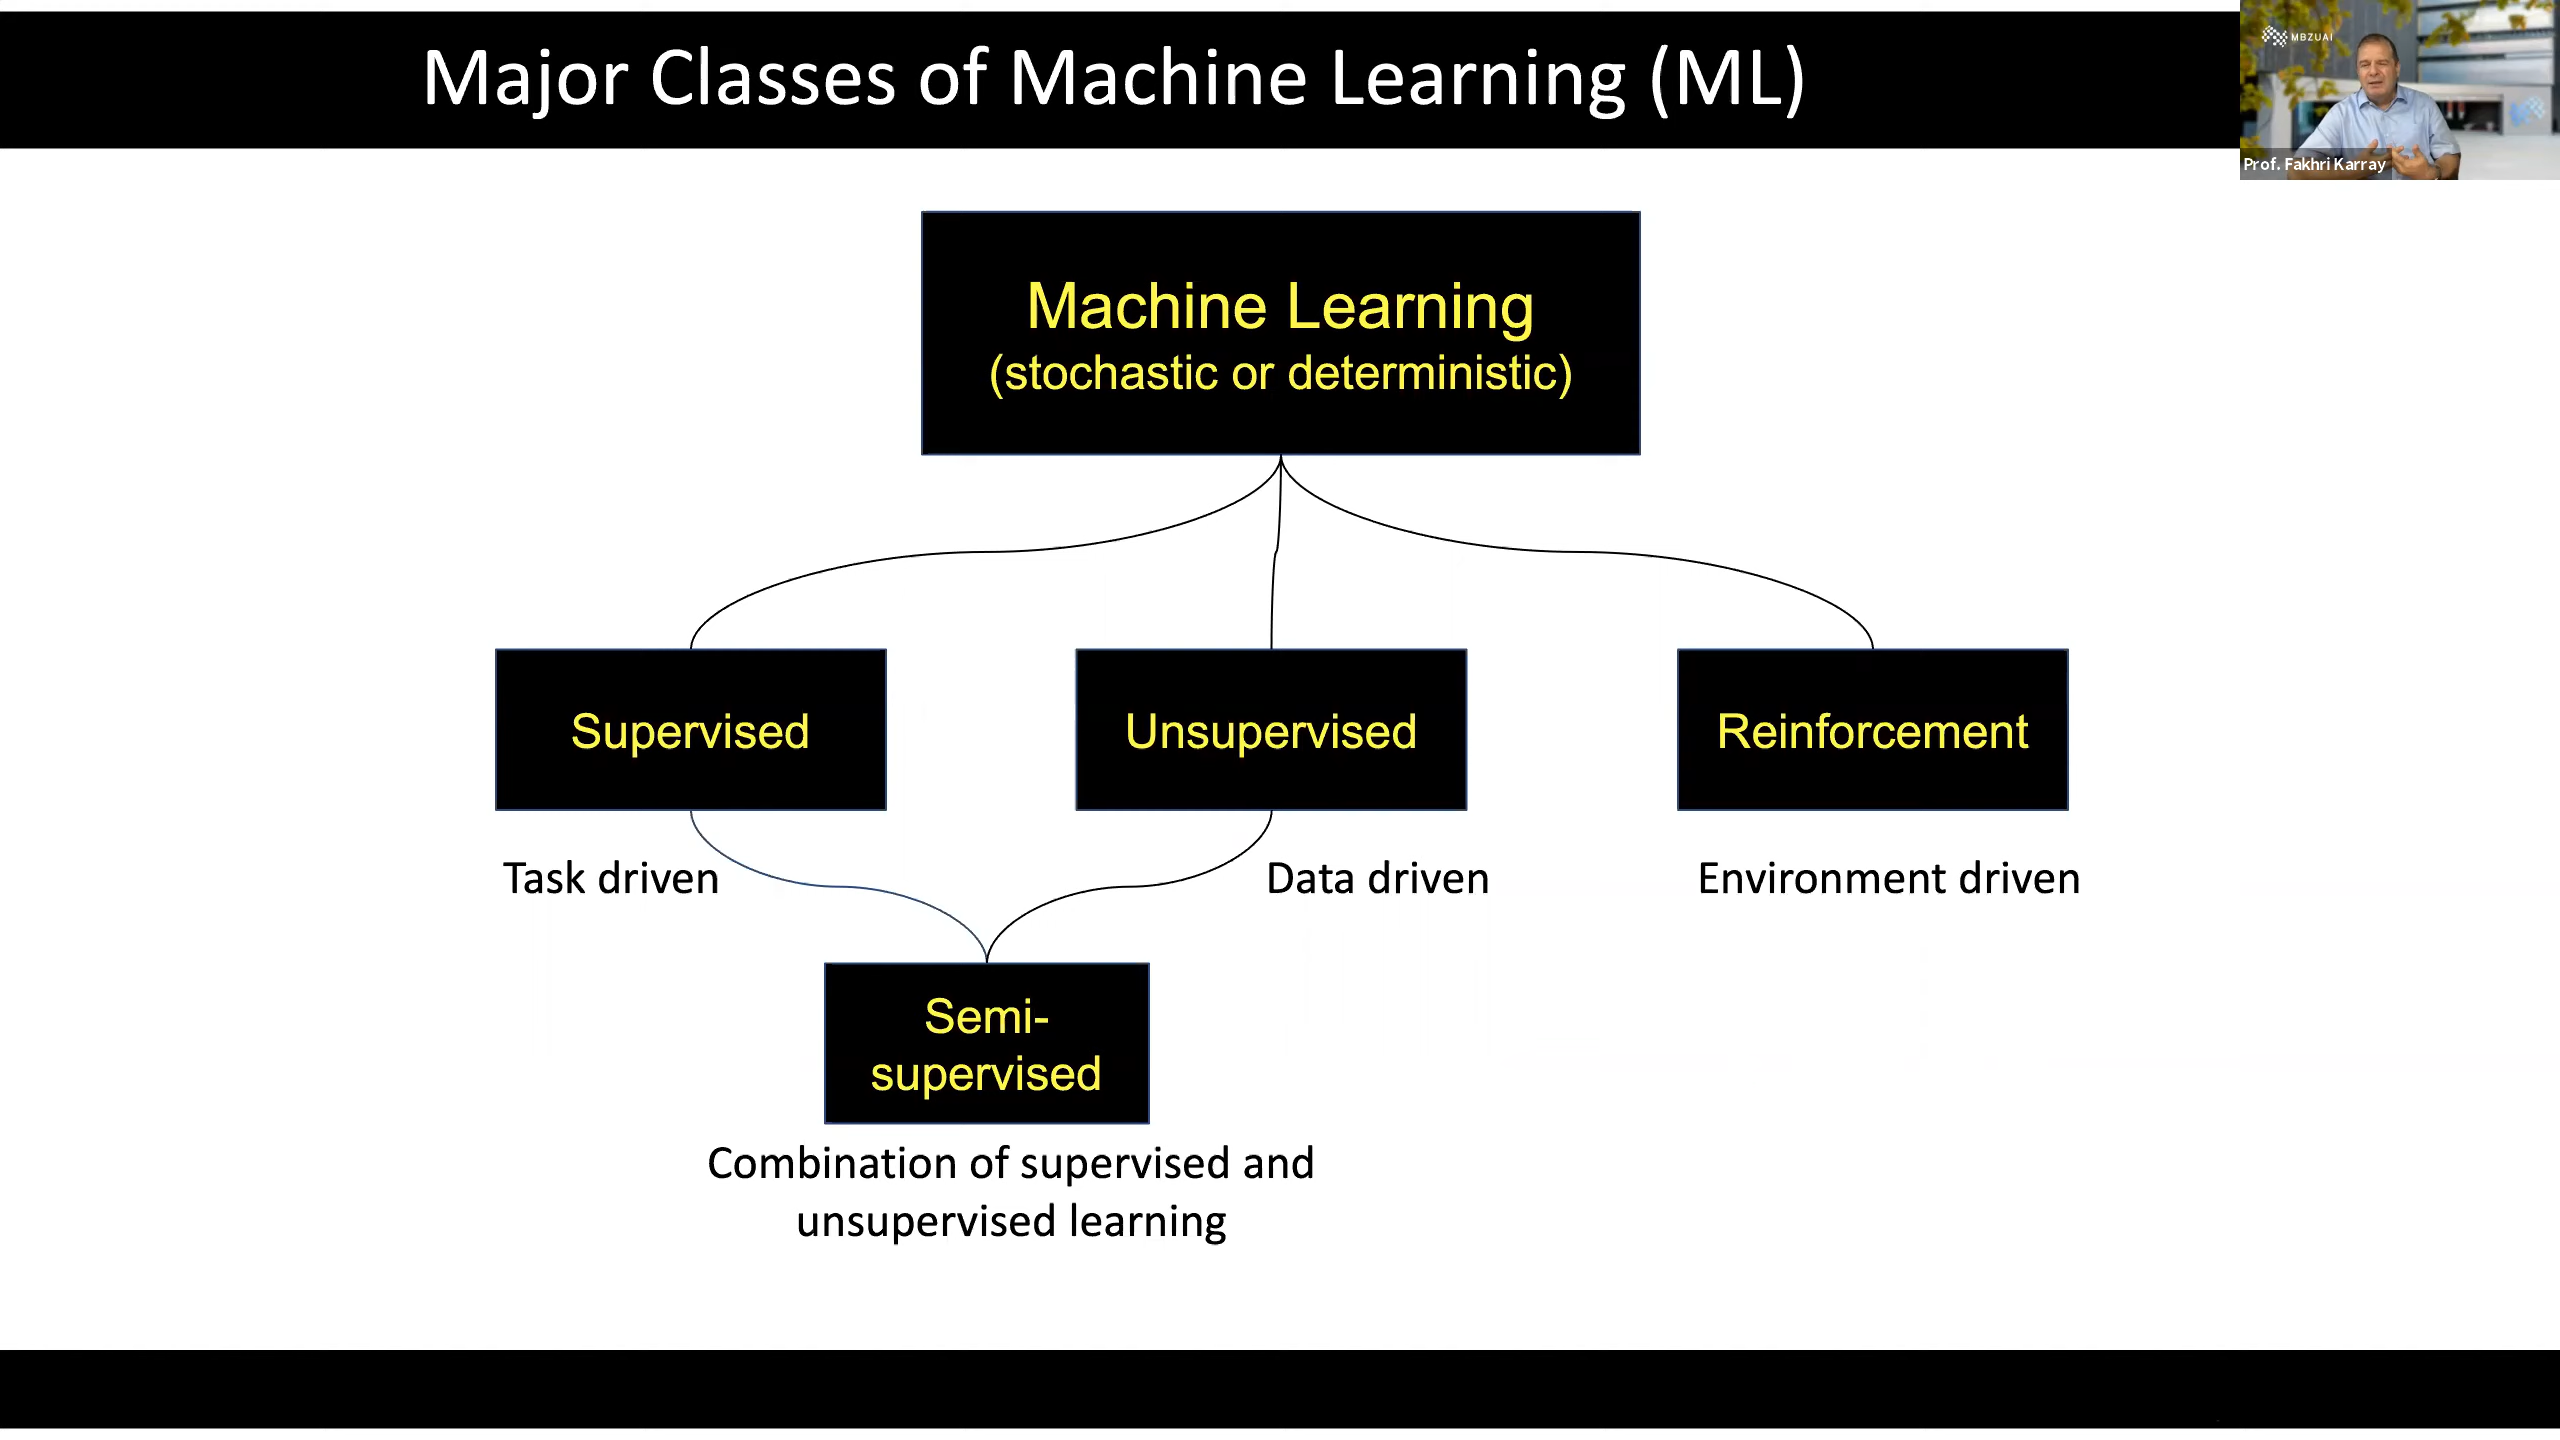 Major Classes of Machine Learning (ML)
MBZUAI
Prof. Fakhri Karray
Machine Learning
(stochastic or deterministic)
Supervised
Unsupervised
Reinforcement
Task driven
Data driven
Environment driven
Semi-
supervised
Combination of supervised and
unsupervised learning